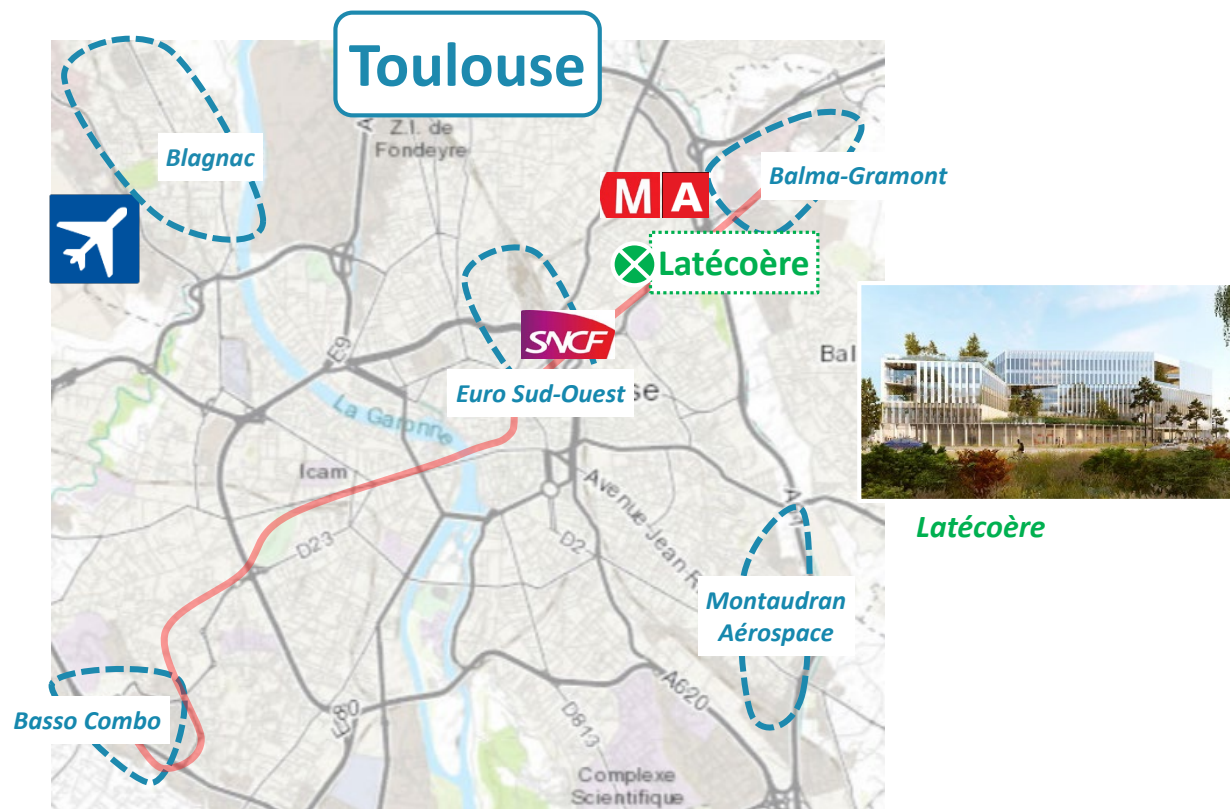 Toulouse
Z.I. de
Fondeyre
Blagnac
Balma-Gramont
M A
Latécoère
SNCF
E9
Bal
Euro Sud-Ouest
se
La Garonne
Icam
Avenue-Jean-R
A61
D23
D2
Latécoère
Montaudran
Aérospace
A620
E80
D813
Basso Combo
Complexe
Scientifique